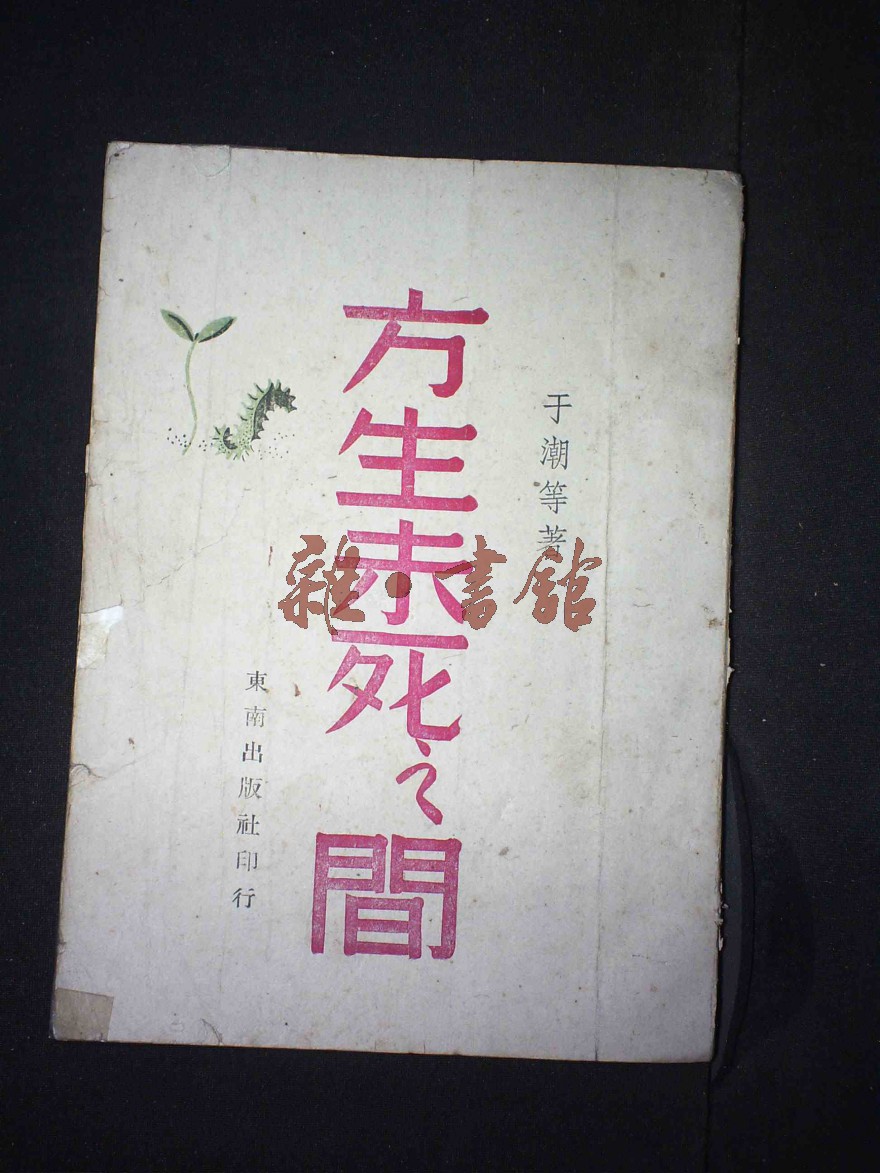 于潮等著
方生未死之間
東南出版社印行
雜·書館